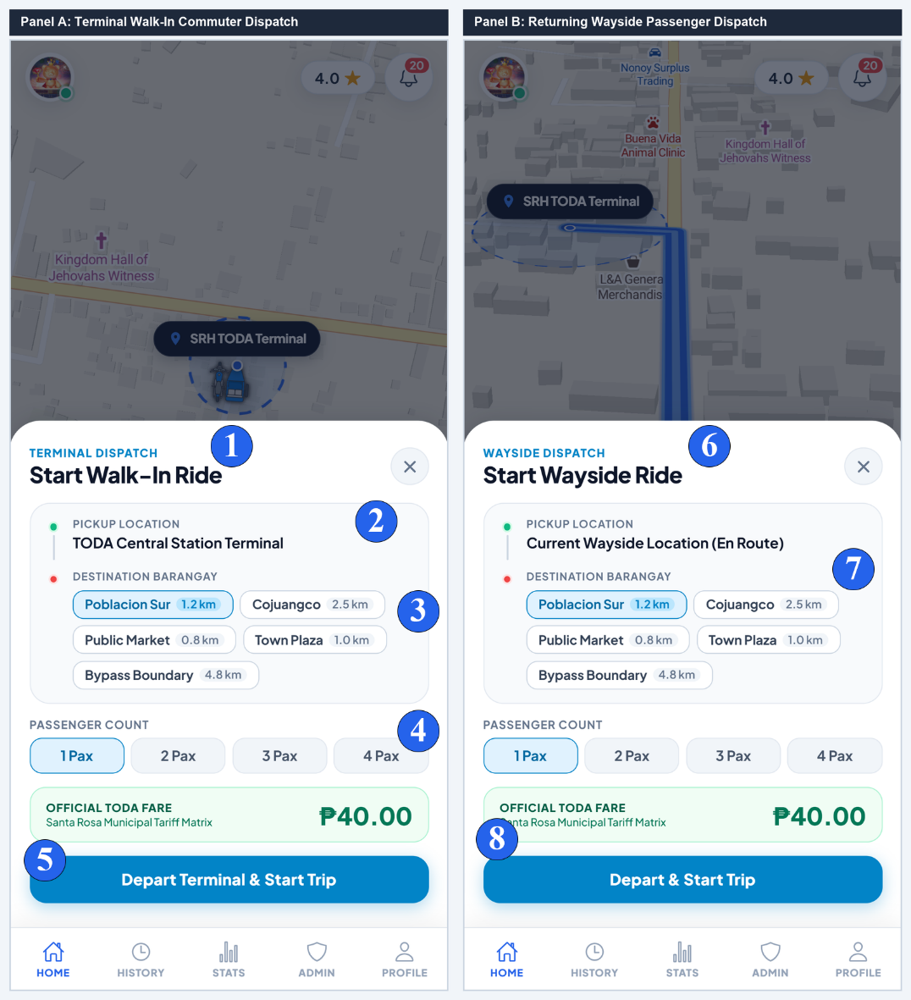 Panel A: Terminal Walk-In Commuter Dispatch
4.0
20
Kingdom Hall of
Jehovahs Witness
SRH TODA Terminal
1
TERMINAL DISPATCH
Start Walk-In Ride
2
PICKUP LOCATION
TODA Central Station Terminal
DESTINATION BARANGAY
3
Poblacion Sur 1.2 km
Cojuangco 2.5 km
Public Market 0.8 km
Town Plaza 1.0 km
Bypass Boundary 4.8 km
PASSENGER COUNT
4
1 Pax
2 Pax
3 Pax
4 Pax
OFFICIAL TODA FARE
Santa Rosa Municipal Tariff Matrix
₱40.00
5
Depart Terminal & Start Trip
HOME
HISTORY
STATS
ADMIN
PROFILE
Panel B: Returning Wayside Passenger Dispatch
Nonoy Surplus
Trading
4.0
20
Buena Vida
Animal Clinic
Kingdom Hall of
Jehovahs Witness
SRH TODA Terminal
L&A Genera
Merchandis
6
WAYSIDE DISPATCH
Start Wayside Ride
PICKUP LOCATION
Current Wayside Location (En Route)
7
DESTINATION BARANGAY
Poblacion Sur 1.2 km
Cojuangco 2.5 km
Public Market 0.8 km
Town Plaza 1.0 km
Bypass Boundary 4.8 km
PASSENGER COUNT
1 Pax
2 Pax
3 Pax
4 Pax
OFFICIAL TODA FARE
Santa Rosa Municipal Tariff Matrix
₱40.00
8
Depart & Start Trip
HOME
HISTORY
STATS
ADMIN
PROFILE